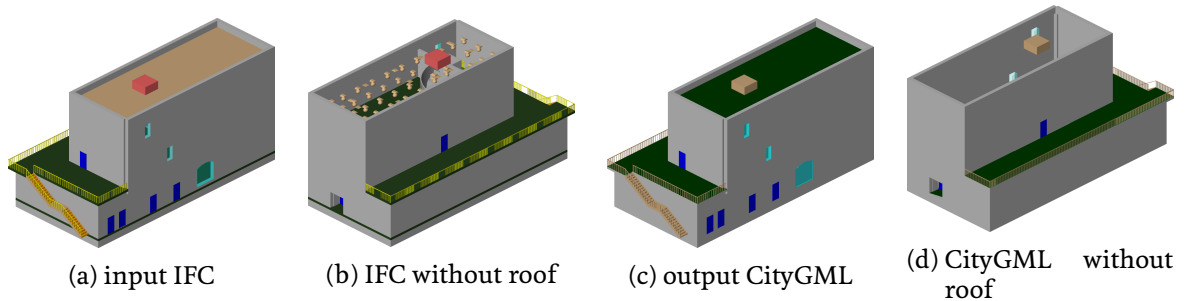 (a) input IFC
(b) IFC without roof
(c) output CityGML
(d) CityGML without
roof